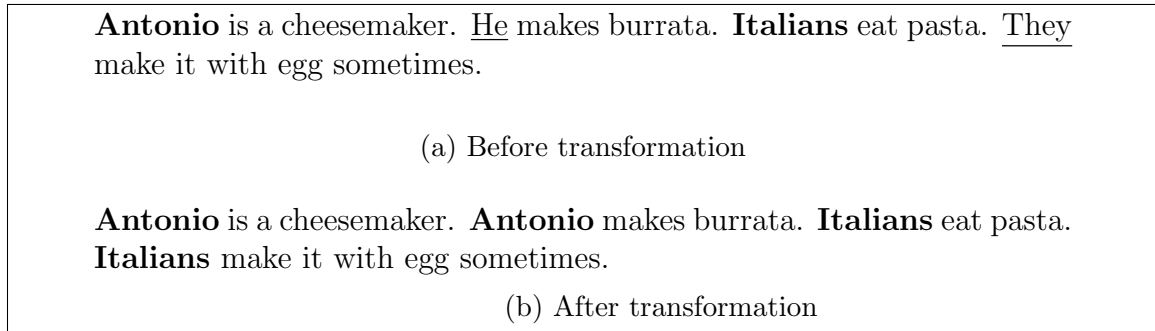 Antonio is a cheesemaker. He makes burrata. Italians eat pasta. They
make it with egg sometimes.
(a) Before transformation
Antonio is a cheesemaker. Antonio makes burrata. Italians eat pasta.
Italians make it with egg sometimes.
(b) After transformation